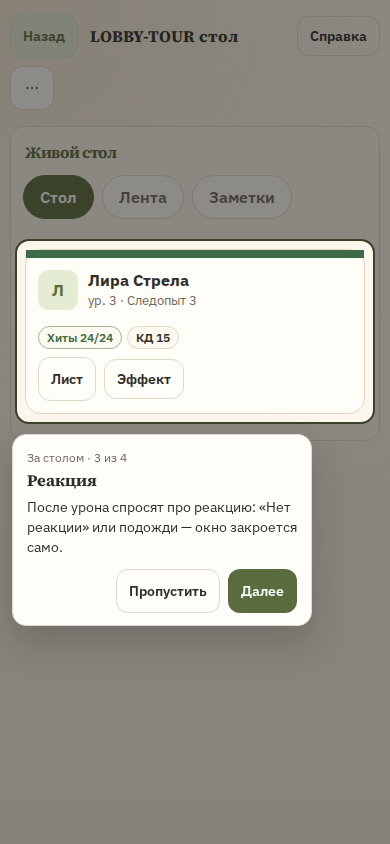 Назад
LOBBY-TOUR стол
Справка
...
Живой стол
Стол
Лента
Заметки
Л
Лира Стрела
ур. 3 · Следопыт 3
Хиты 24/24
КД 15
Лист
Эффект
За столом · 3 из 4
Реакция
После урона спросят про реакцию: «Нет
реакции» или подожди — окно закроется
само.
Пропустить
Далее